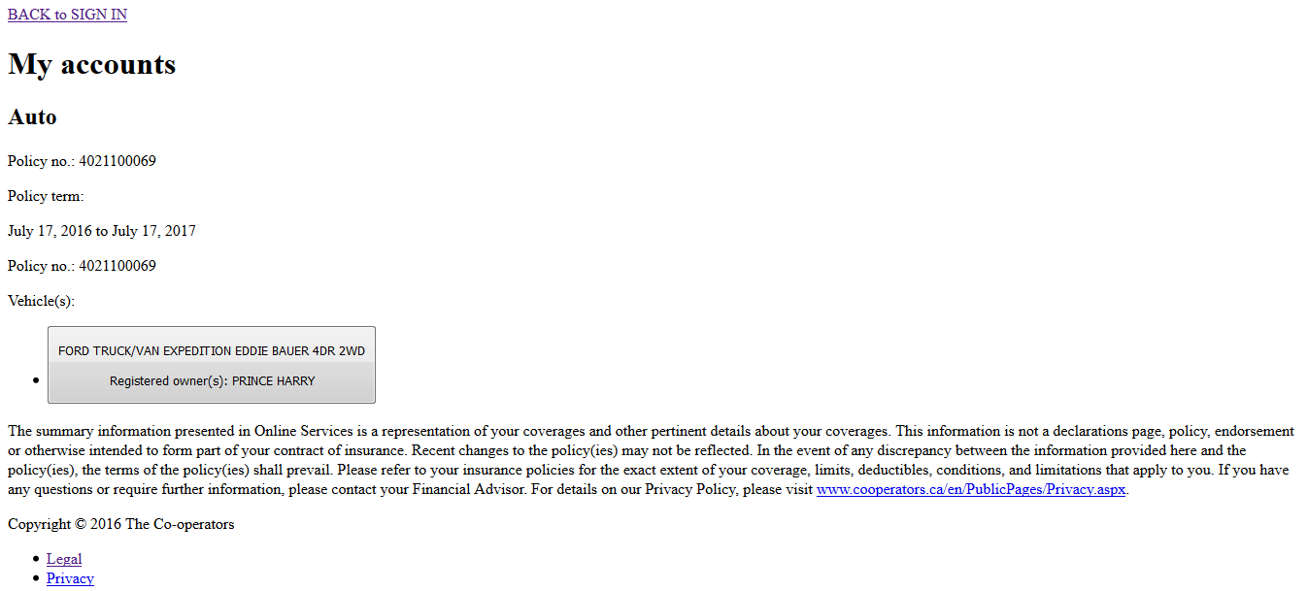 BACK to SIGN IN
My accounts
Auto
Policy no.: 4021100069
Policy term:
July 17, 2016 to July 17, 2017
Policy no.: 4021100069
Vehicle(s):
FORD TRUCK/VAN EXPEDITION EDDIE BAUER 4DR 2WD
Registered owner(s): PRINCE HARRY
The summary information presented in Online Services is a representation of your coverages and other pertinent details about your coverages. This information is not a declarations page, policy, endorsement
or otherwise intended to form part of your contract of insurance. Recent changes to the policy(ies) may not be reflected. In the event of any discrepancy between the information provided here and the
policy(ies), the terms of the policy(ies) shall prevail. Please refer to your insurance policies for the exact extent of your coverage, limits, deductibles, conditions, and limitations that apply to you. If you have
any questions or require further information, please contact your Financial Advisor. For details on our Privacy Policy, please visit www.cooperators.ca/en/PublicPages/Privacy.aspx.
Copyright © 2016 The Co-operators
Legal
Privacy